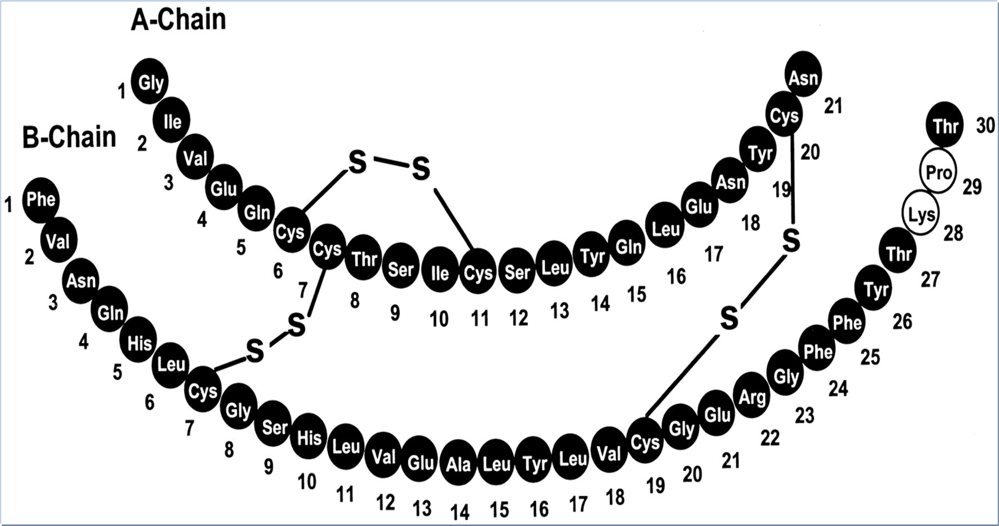 A-Chain
Gly Ile Val Glu Gln Cys Cys Thr Ser Ile Cys Ser Leu Tyr Gln Leu Glu Asn Tyr Cys Asn
1 2 3 4 5 6 7 8 9 10 11 12 13 14 15 16 17 18 19 20 21
S S
S S
S S
B-Chain
Phe Val Asn Gln His Leu Cys Gly Ser His Leu Val Glu Ala Leu Tyr Leu Val Cys Gly Glu Arg Gly Phe Phe Tyr Thr Lys Pro Thr
1 2 3 4 5 6 7 8 9 10 11 12 13 14 15 16 17 18 19 20 21 22 23 24 25 26 27 28 29 30